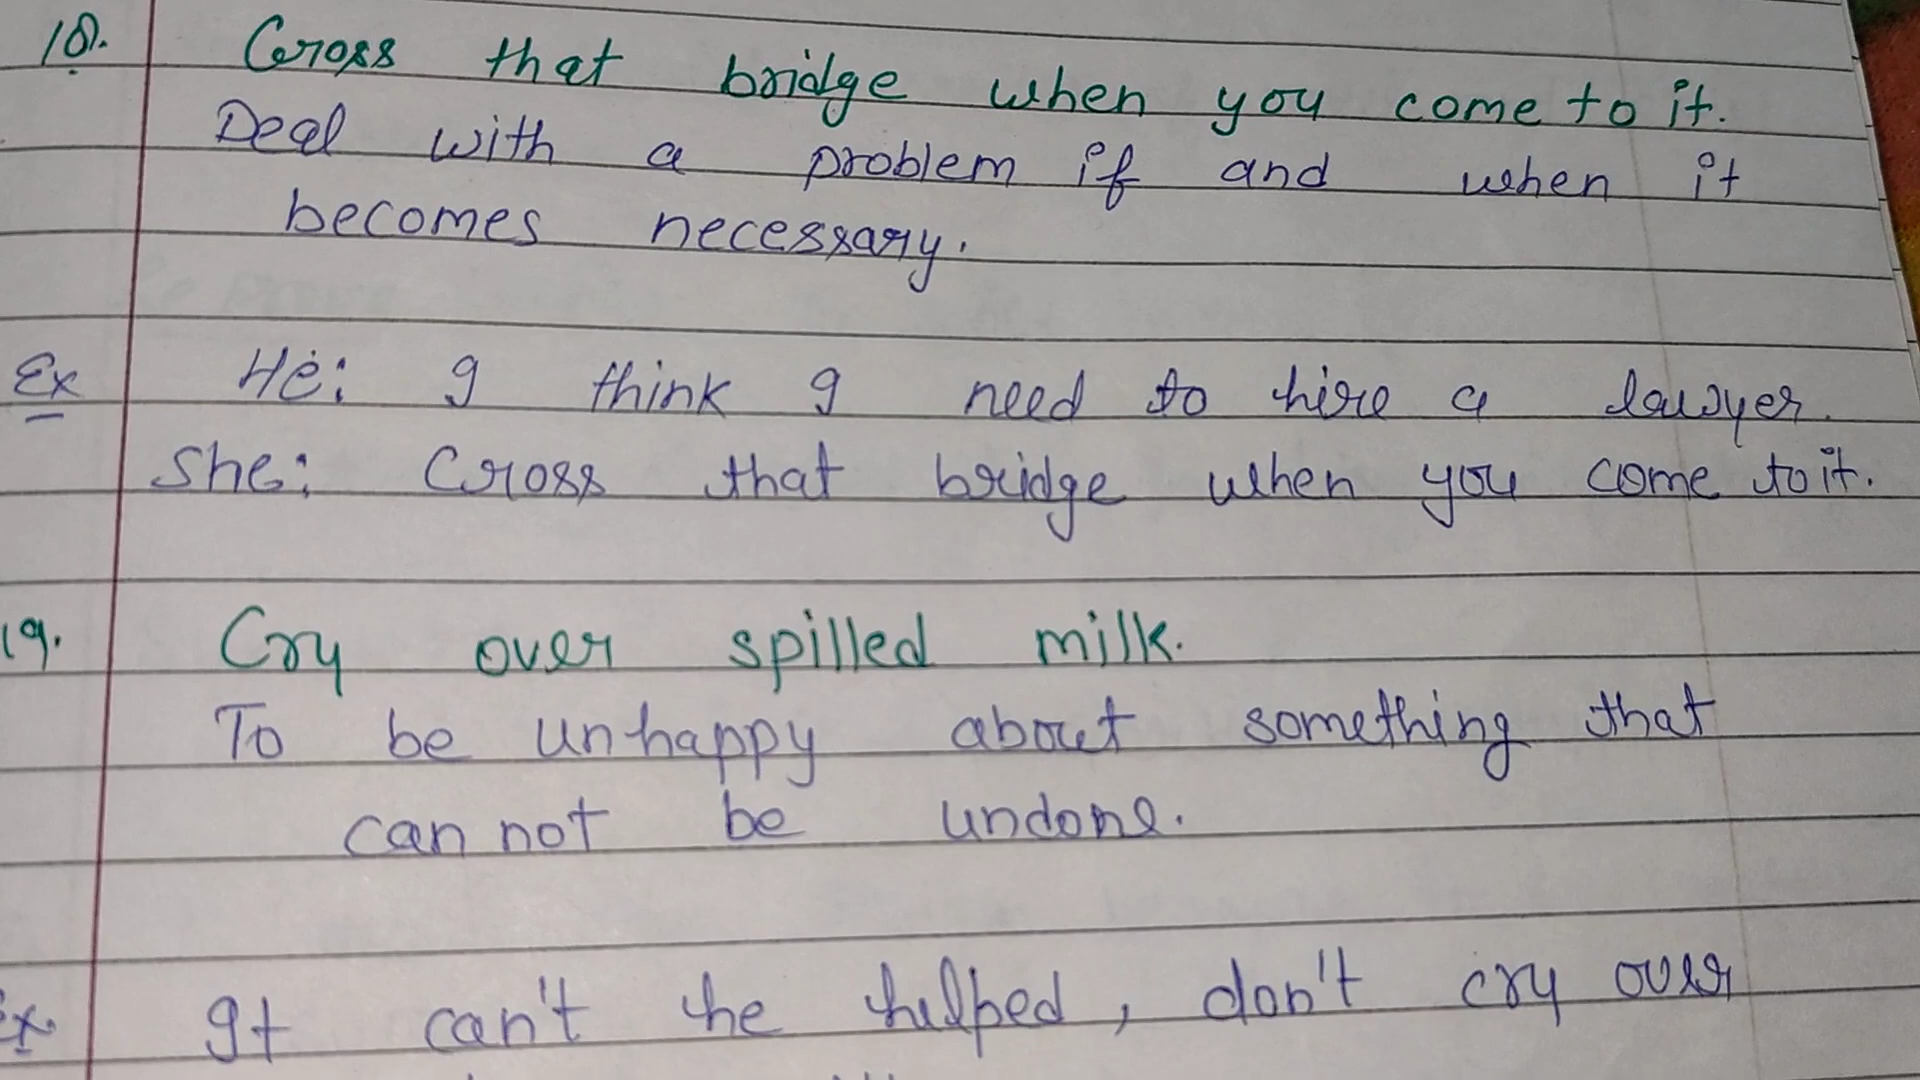 18. Cross that bridge when you come to it.
Deal with a problem if and when it
becomes necessary.
Ex He: I think I need to hire a lawyer.
She: Cross that bridge when you come to it.
19. Cry over spilled milk.
To be unhappy about something that
can not be undone.
Ex. It can't the helped, don't cry over